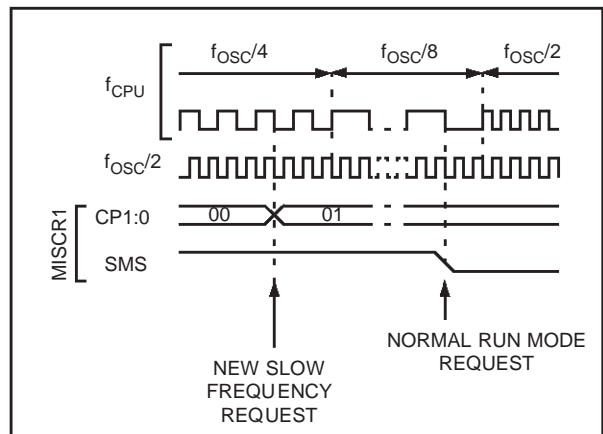 fOSC/4 fOSC/8 fOSC/2
fCPU
fOSC/2
MISCR1
CP1:0 00 01
SMS
NEW SLOW
FREQUENCY
REQUEST
NORMAL RUN MODE
REQUEST